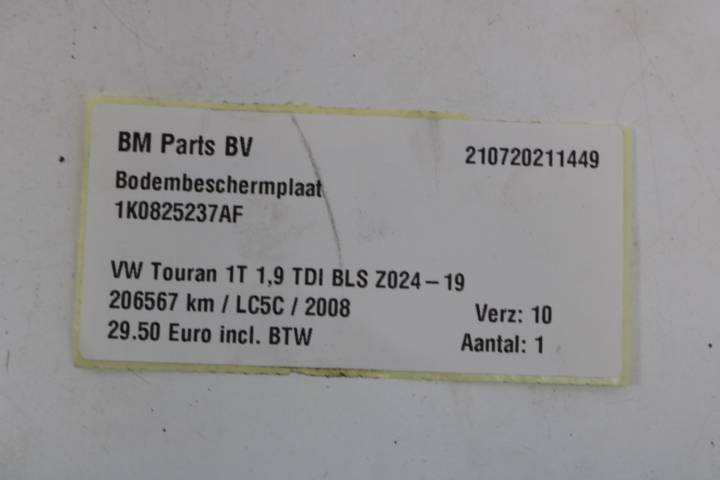 BM Parts BV
210720211449
Bodembeschermplaat
1K0825237AF
VW Touran 1T 1,9 TDI BLS Z024-19
206567 km / LC5C / 2008
Verz: 10
29.50 Euro incl. BTW
Aantal: 1